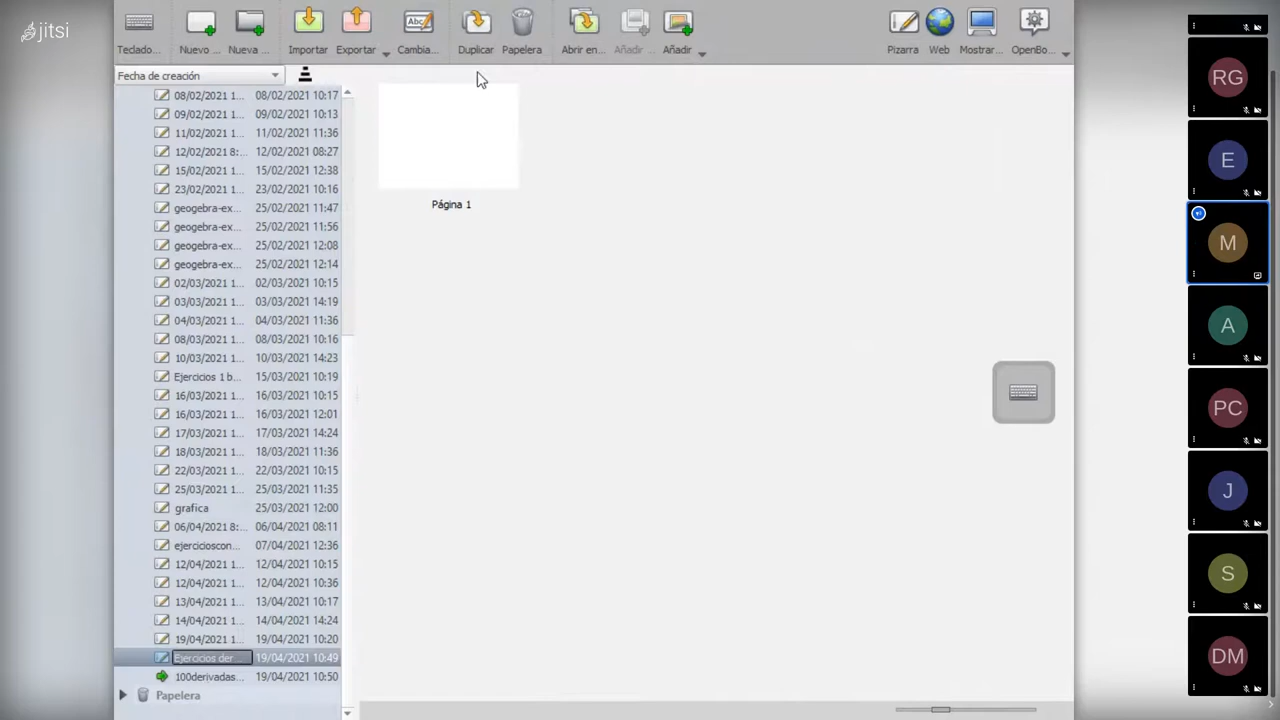 jitsi
Teclado...
Nuevo ...
Nueva ...
Importar
Exportar
Abc
Cambia...
Duplicar
Papelera
Abrir en...
Añadir ...
Añadir
Pizarra
Web
Mostrar...
OpenBo...
Fecha de creación
08/02/2021 1... 08/02/2021 10:17
09/02/2021 1... 09/02/2021 10:13
11/02/2021 1... 11/02/2021 11:36
12/02/2021 8:... 12/02/2021 08:27
15/02/2021 1... 15/02/2021 12:38
23/02/2021 1... 23/02/2021 10:16
geogebra-ex... 25/02/2021 11:47
geogebra-ex... 25/02/2021 11:56
geogebra-ex... 25/02/2021 12:08
geogebra-ex... 25/02/2021 12:14
02/03/2021 1... 02/03/2021 10:15
03/03/2021 1... 03/03/2021 14:19
04/03/2021 1... 04/03/2021 11:36
08/03/2021 1... 08/03/2021 10:16
10/03/2021 1... 10/03/2021 14:23
Ejercicios 1 b... 15/03/2021 10:19
16/03/2021 1... 16/03/2021 10:15
16/03/2021 1... 16/03/2021 12:01
17/03/2021 1... 17/03/2021 14:24
18/03/2021 1... 18/03/2021 11:36
22/03/2021 1... 22/03/2021 10:15
25/03/2021 1... 25/03/2021 11:35
grafica 25/03/2021 12:00
06/04/2021 8:... 06/04/2021 08:11
ejercicioscon... 07/04/2021 12:36
12/04/2021 1... 12/04/2021 10:15
12/04/2021 1... 12/04/2021 10:36
13/04/2021 1... 13/04/2021 10:17
14/04/2021 1... 14/04/2021 14:24
19/04/2021 1... 19/04/2021 10:20
Ejercicios der... 19/04/2021 10:49
100derivadas... 19/04/2021 10:50
Papelera
Página 1
RG
E
M
A
PC
J
S
DM